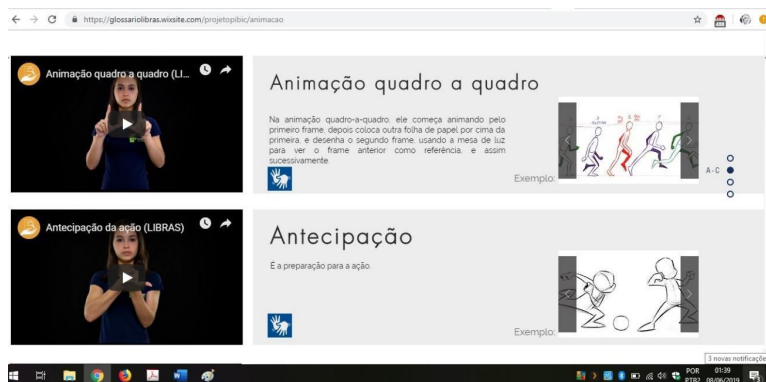 https://glossariolibras.wixsite.com/projetopibic/animacao
Animação quadro a quadro (LI...
Animação quadro a quadro
Na animação quadro-a-quadro, ele começa animando pelo
primeiro frame, depois coloca outra folha de papel por cima da
primeira, e desenha o segundo frame, usando a mesa de luz
para ver o frame anterior como referência, e assim
sucessivamente.
Exemplo:
A - C
Antecipação da ação (LIBRAS)
Antecipação
É a preparação para a ação.
Exemplo:
3 novas notificaçõe
POR
01:39
PTB2
08/06/2019